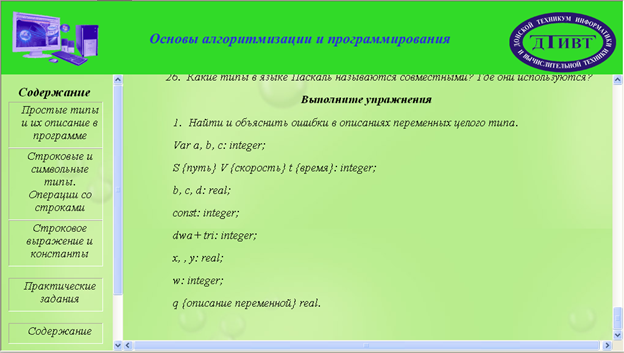 Основы алгоритмизации и программирования
ДОНСКОЙ ТЕХНИКУМ ИНФОРМАТИКИ
И ВЫЧИСЛИТЕЛЬНОЙ ТЕХНИКИ
дТивт
Содержание
Простые типы
и их описание в
программе
Строковые и
символьные
типы.
Операции со
строками
Строковое
выражение и
константы
Практические
задания
Содержание
26. Какие типы в языке Паскаль называются совместимыми? Где они используются?
Выполните упражнения
1. Найти и объяснить ошибки в описаниях переменных целого типа.
Var a, b, c: integer;
S {путь} V {скорость} t {время}: integer;
b, c, d: real;
const: integer;
dwa+tri: integer;
x, , y: real;
w: integer;
q {описание переменной} real.